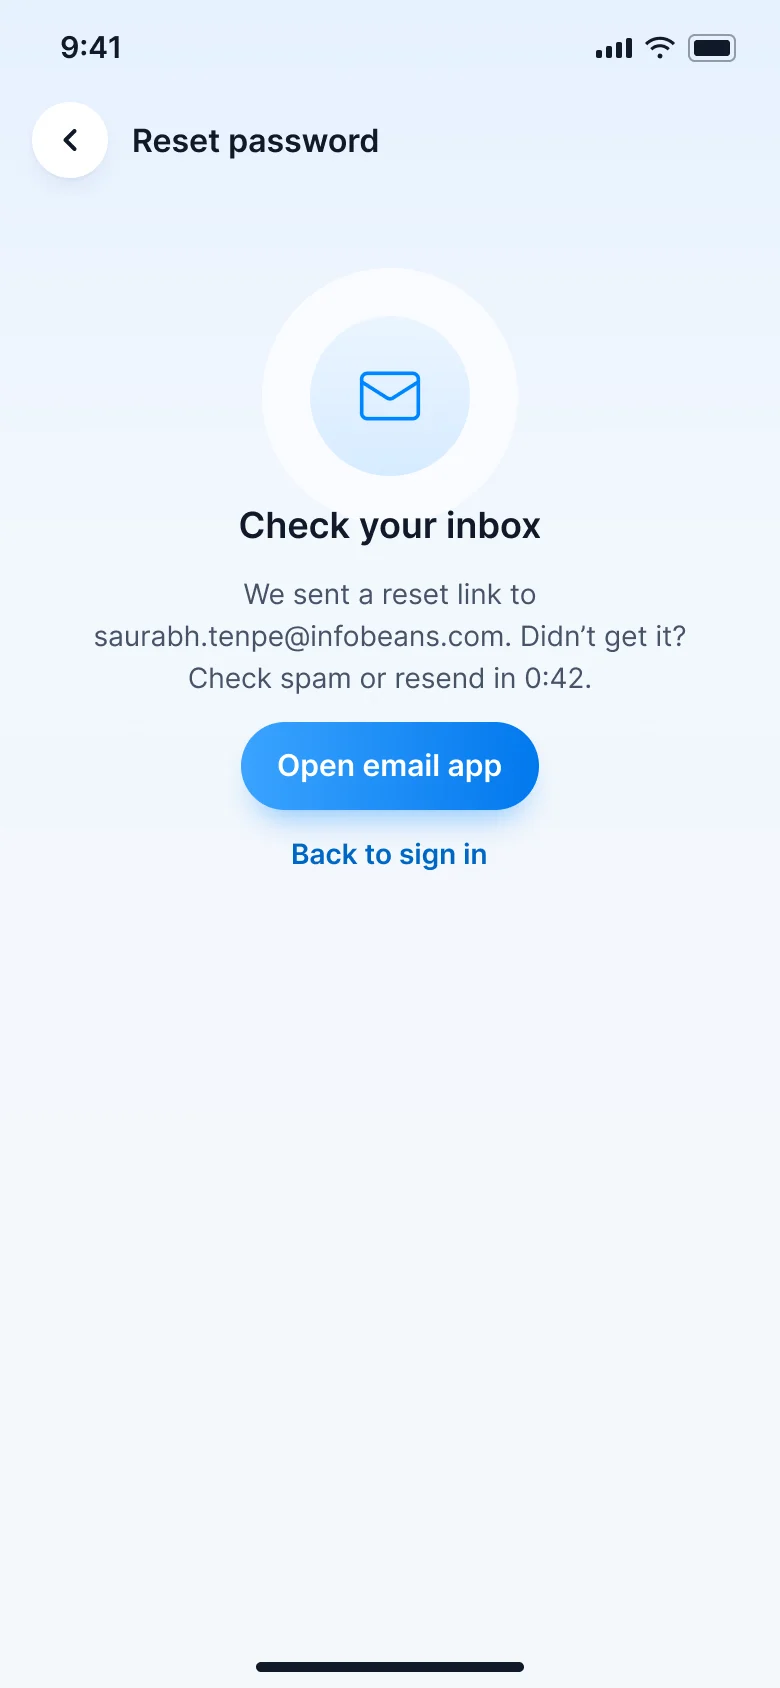 9:41
Reset password
Check your inbox
We sent a reset link to
saurabh.tenpe@infobeans.com. Didn’t get it?
Check spam or resend in 0:42.
Open email app
Back to sign in